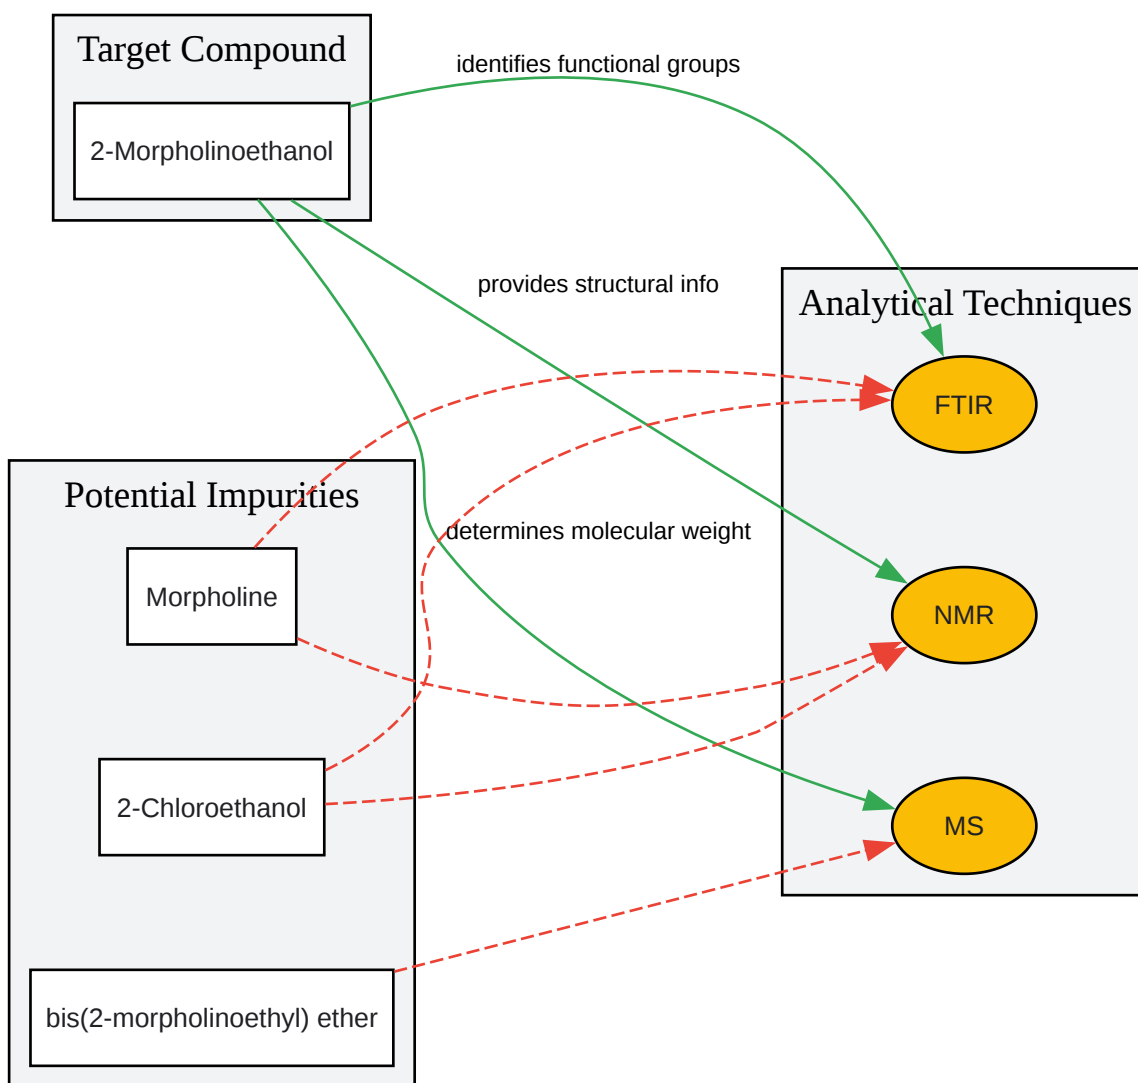 Target Compound
identifies functional groups
2-Morpholinoethanol
provides structural info
Analytical Techniques
FTIR
Potential Impurities
determines molecular weight
Morpholine
NMR
2-Chloroethanol
MS
bis(2-morpholinoethyl) ether